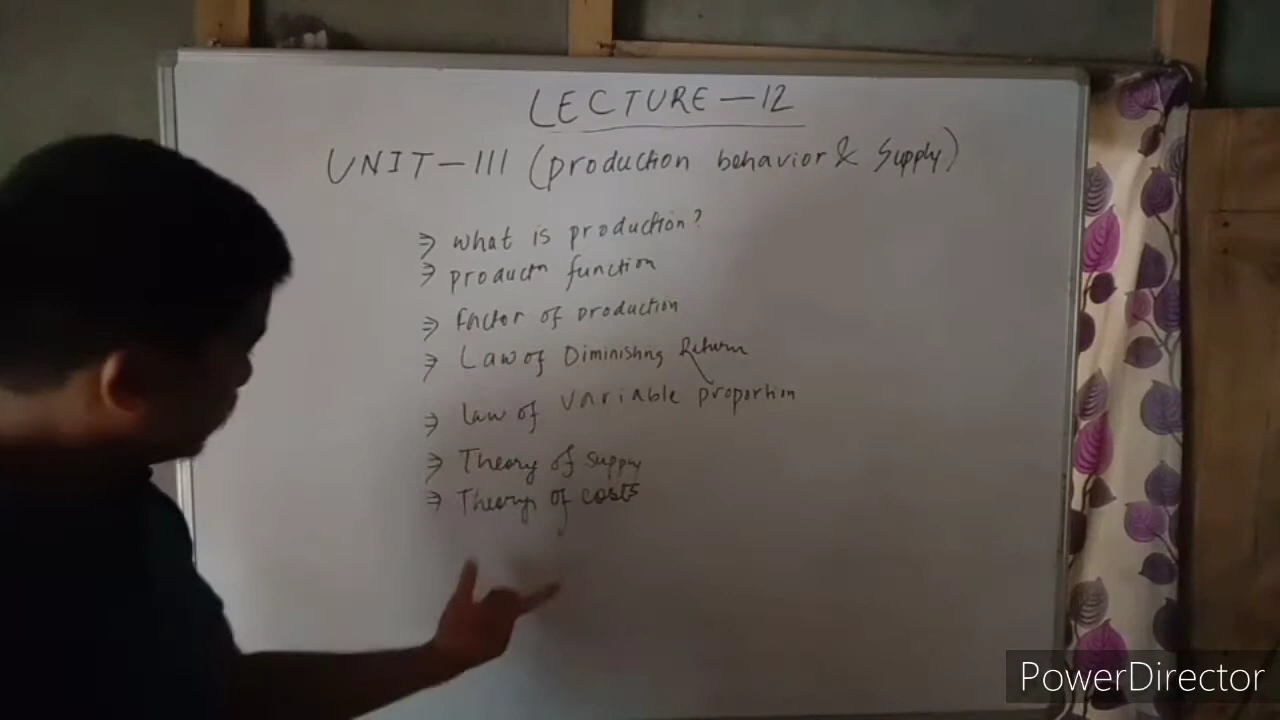 LECTURE - 12
UNIT - III (production behavior & Supply)
⇒ what is production?
⇒ productn function
⇒ factor of production
⇒ Law of Diminishing Return
⇒ law of variable proportion
⇒ Theory of supply
⇒ Theory of costs
PowerDirector